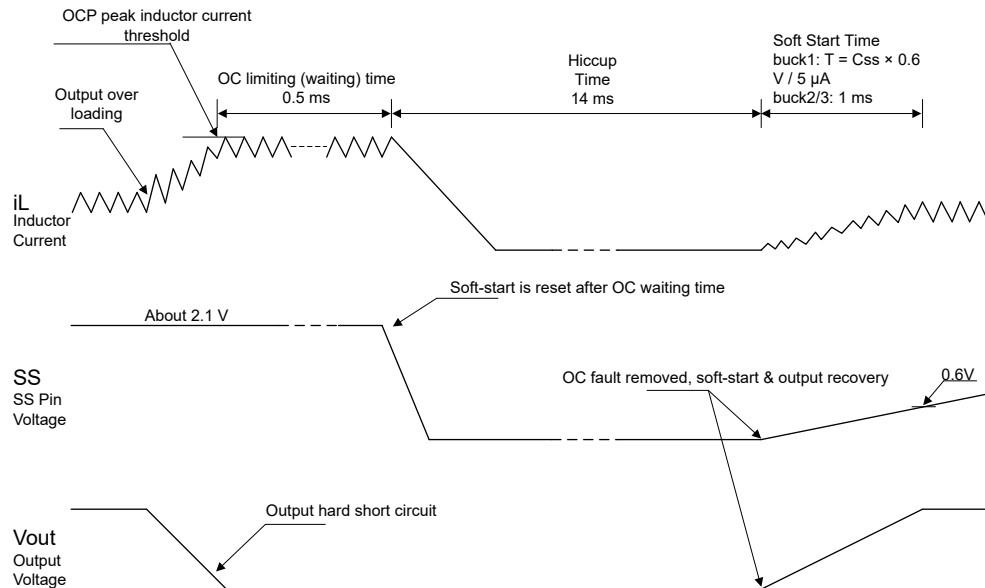 OCP peak inductor current
threshold
Output over
loading
OC limiting (waiting) time
0.5 ms
Hiccup
Time
14 ms
Soft Start Time
buck1: T = Css × 0.6
V / 5 µA
buck2/3: 1 ms
iL
Inductor
Current
Soft-start is reset after OC waiting time
About 2.1 V
SS
SS Pin
Voltage
OC fault removed, soft-start & output recovery
0.6V
Vout
Output
Voltage
Output hard short circuit